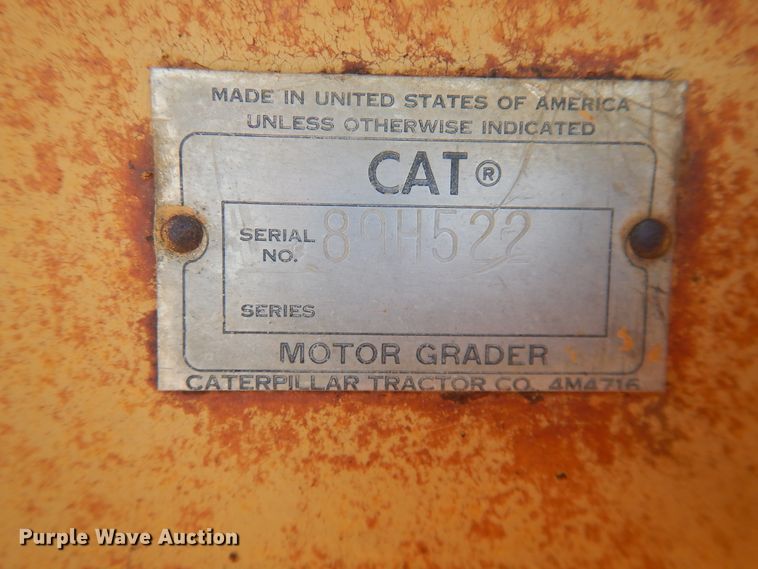 MADE IN UNITED STATES OF AMERICA
UNLESS OTHERWISE INDICATED
CAT®
SERIAL NO. 89H522
SERIES
MOTOR GRADER
CATERPILLAR TRACTOR CO. 4M4716
Purple Wave Auction